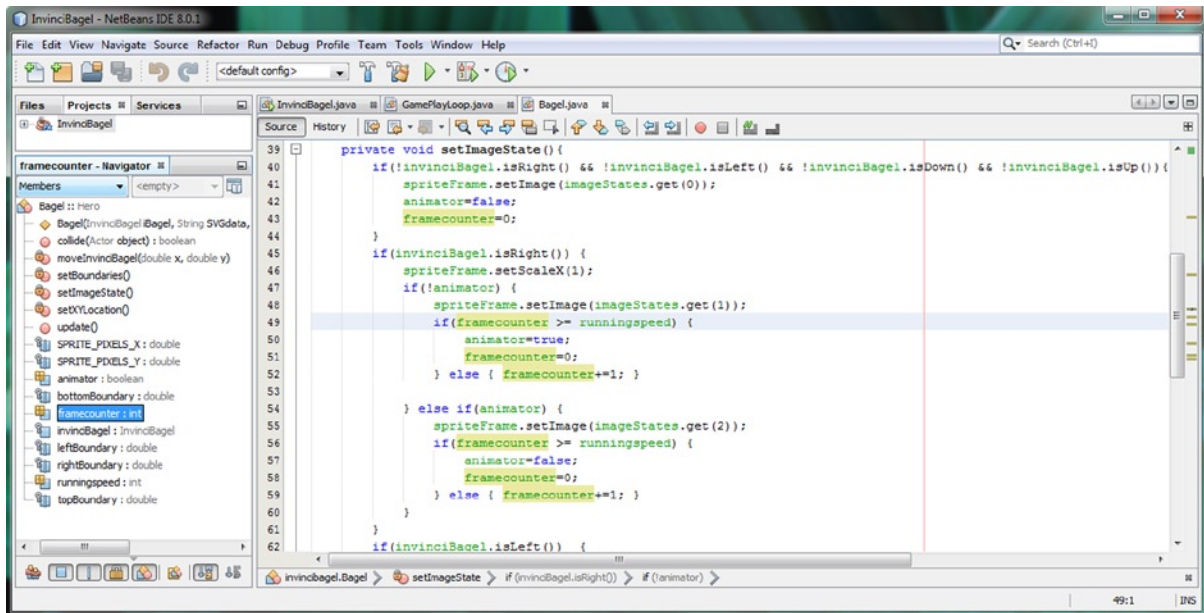 InvinciBagel - NetBeans IDE 8.0.1
File Edit View Navigate Source Refactor Run Debug Profile Team Tools Window Help
Search (Ctrl+I)
<default config>
Files Projects Services
InvinciBagel
framecounter - Navigator
Members <empty>
Bagel :: Hero
Bagel(InvinciBagel iBagel, String SVGdata,
collide(Actor object) : boolean
moveInvinciBagel(double x, double y)
setBoundaries()
setImageState()
setXYLocation()
update()
SPRITE_PIXELS_X : double
SPRITE_PIXELS_Y : double
animator : boolean
bottomBoundary : double
framecounter : int
invinciBagel : InvinciBagel
leftBoundary : double
rightBoundary : double
runningspeed : int
topBoundary : double
InvinciBagel.java GamePlayLoop.java Bagel.java
Source History
39 private void setImageState(){
40 if(!invinciBagel.isRight() && !invinciBagel.isLeft() && !invinciBagel.isDown() && !invinciBagel.isUp()){
41 spriteFrame.setImage(imageStates.get(0));
42 animator=false;
43 framecounter=0;
44 }
45 if(invinciBagel.isRight()) {
46 spriteFrame.setScaleX(1);
47 if(!animator) {
48 spriteFrame.setImage(imageStates.get(1));
49 if(framecounter >= runningspeed) {
50 animator=true;
51 framecounter=0;
52 } else { framecounter+=1; }
53
54 } else if(animator) {
55 spriteFrame.setImage(imageStates.get(2));
56 if(framecounter >= runningspeed) {
57 animator=false;
58 framecounter=0;
59 } else { framecounter+=1; }
60 }
61 }
62 if(invinciBagel.isLeft()) {
invincibagel.Bagel setImageState if (invinciBagel.isRight()) if (!animator)
49:1 INS